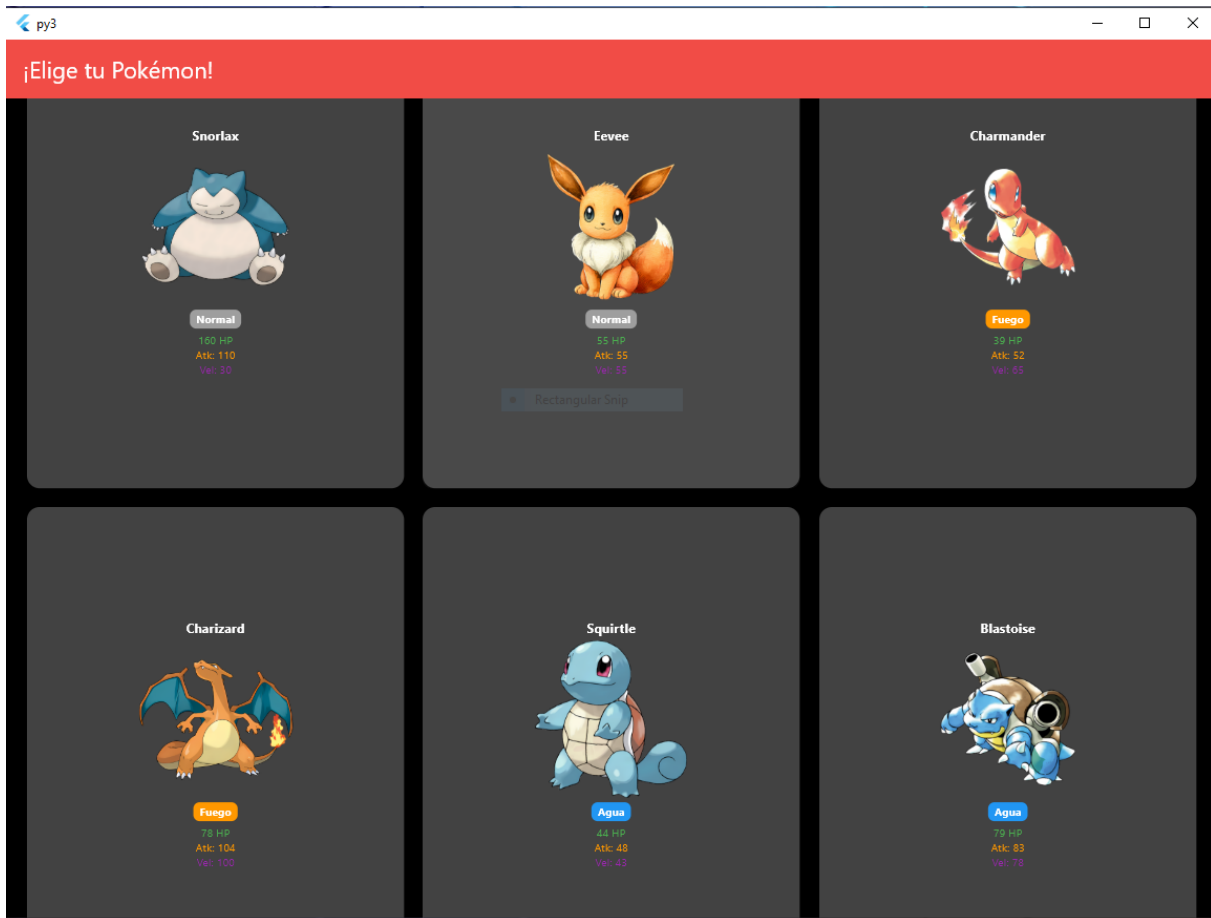 py3
¡Elige tu Pokémon!
Snorlax
Eevee
Charmander
Normal
Normal
Fuego
160 HP
55 HP
39 HP
Atk: 110
Atk: 55
Atk: 52
Vel: 30
Vel: 55
Vel: 65
Rectangular Snip
Charizard
Squirtle
Blastoise
Fuego
Agua
Agua
78 HP
44 HP
79 HP
Atk: 104
Atk: 48
Atk: 83
Vel: 100
Vel: 43
Vel: 78